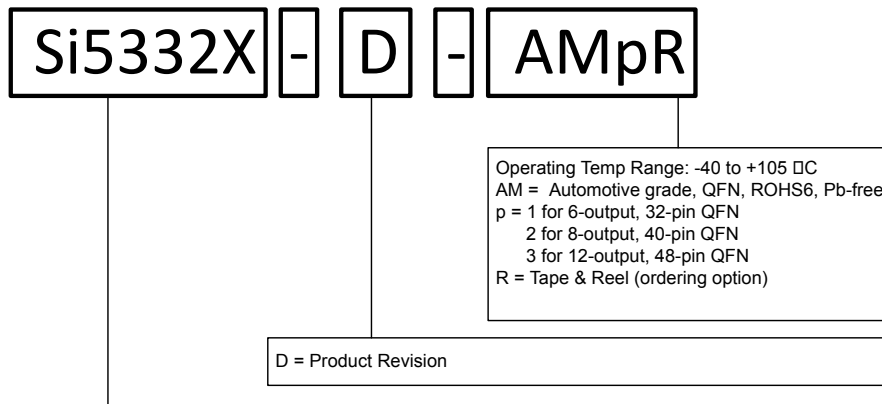 Si5332X - D - AMpR
Operating Temp Range: -40 to +105 □C
AM = Automotive grade, QFN, ROHS6, Pb-free
p = 1 for 6-output, 32-pin QFN
2 for 8-output, 40-pin QFN
3 for 12-output, 48-pin QFN
R = Tape & Reel (ordering option)
D = Product Revision